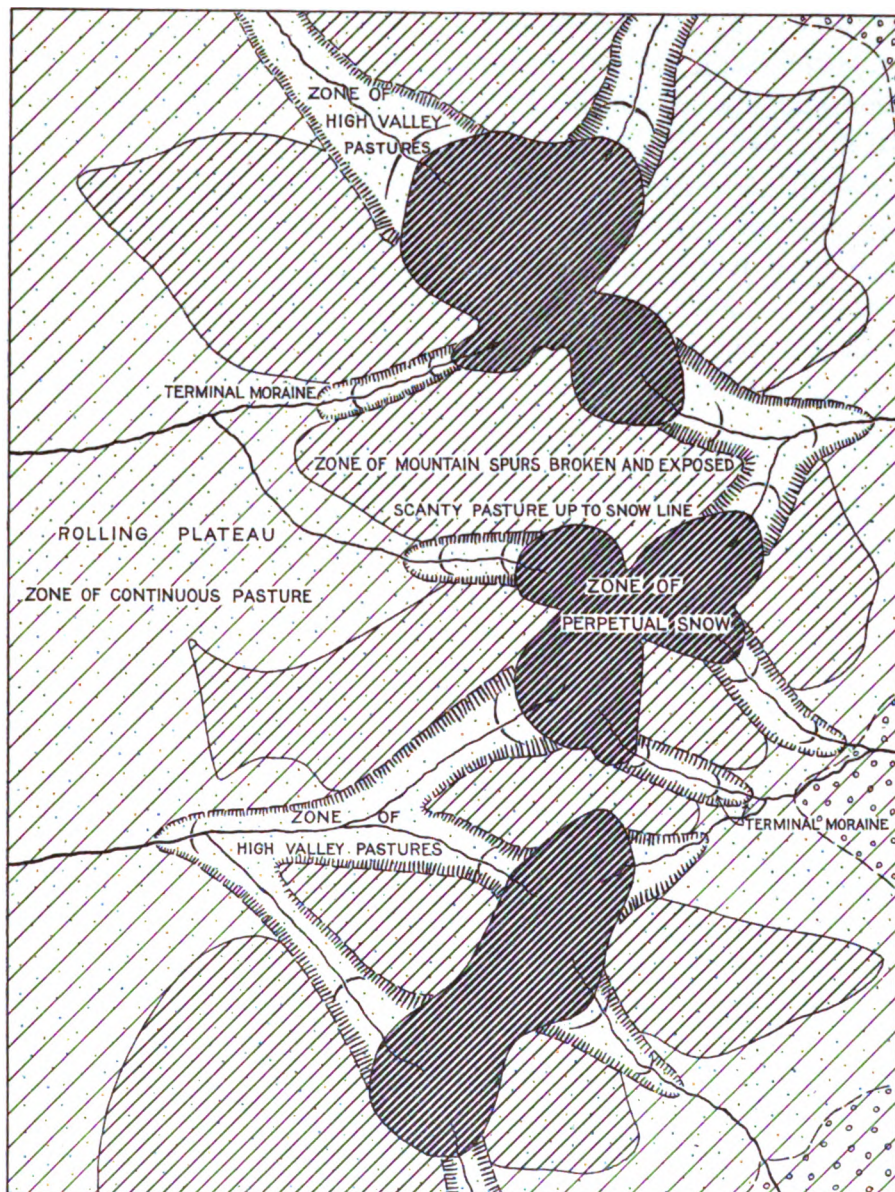 ZONE OF
HIGH VALLEY
PASTURES
TERMINAL MORAINE
ZONE OF MOUNTAIN SPURS BROKEN AND EXPOSED
SCANTY PASTURE UP TO SNOW LINE
ROLLING PLATEAU
ZONE OF CONTINUOUS PASTURE
ZONE OF
PERPETUAL SNOW
ZONE OF
HIGH VALLEY PASTURES
TERMINAL MORAINE